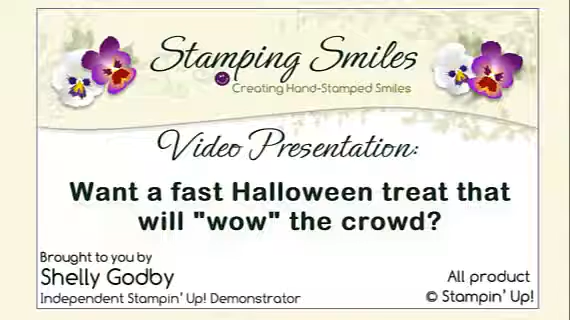 Stamping Smiles
Creating Hand-Stamped Smiles
Video Presentation:
Want a fast Halloween treat that
will "wow" the crowd?
Brought to you by
Shelly Godby
Independent Stampin' Up! Demonstrator
All product
© Stampin' Up!